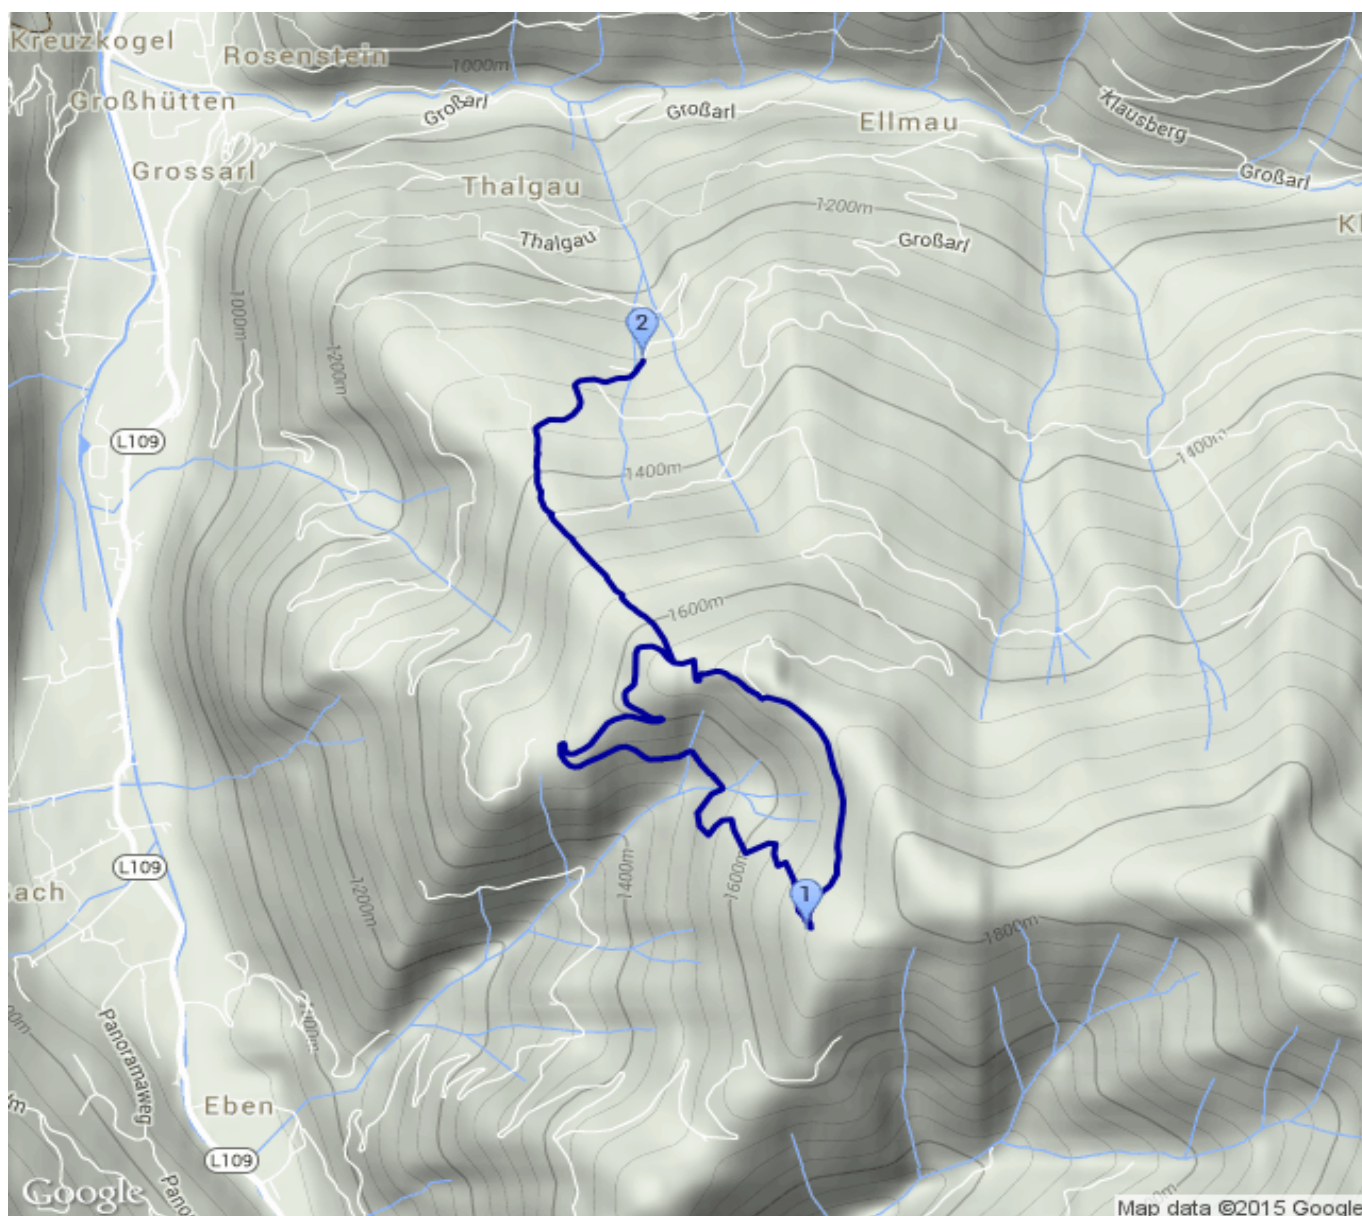 Kreuzkogel
Rosenstein
1000m
Großhütten
Großarl
Großarl
Ellmau
Klausberg
Grossarl
Großarl
Thalgau
1200m
Thalgau
Großarl
1000m
1200m
2
L109
1400m
1400m
1600m
L109
1400m
1600m
1
1200m
1800m
Panoramaweg
Eben
L109
Google
Map data ©2015 Google